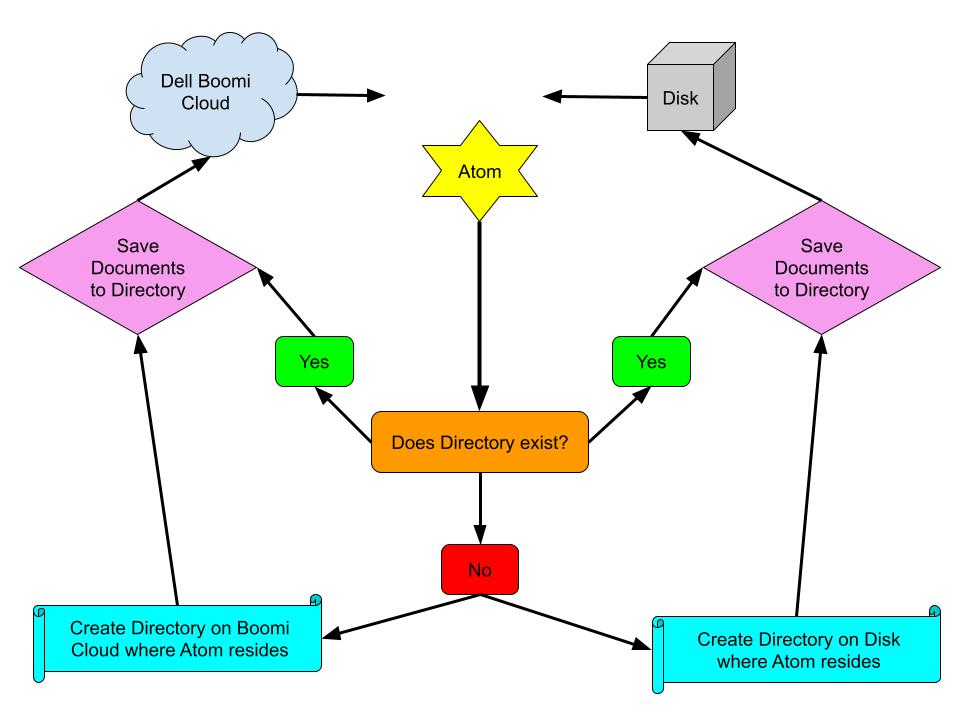 Dell Boomi
Cloud
Disk
Atom
Save
Documents
to Directory
Save
Documents
to Directory
Yes
Yes
Does Directory exist?
No
Create Directory on Boomi
Cloud where Atom resides
Create Directory on Disk
where Atom resides